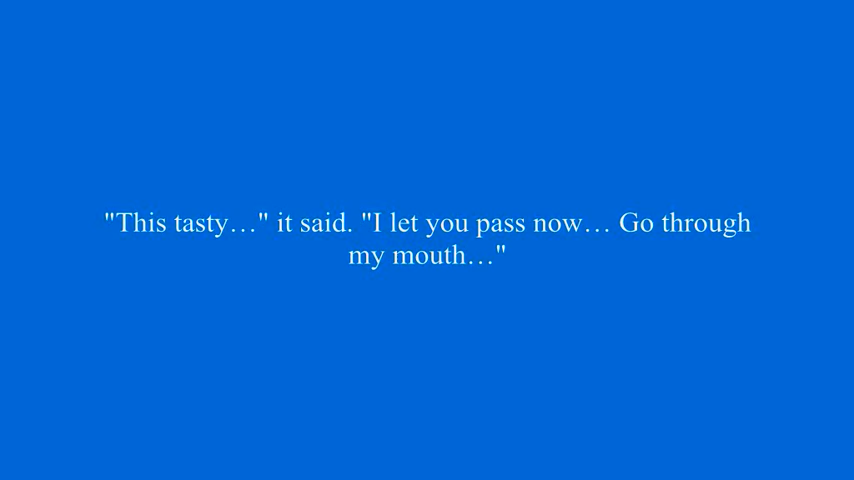 "This tasty…" it said. "I let you pass now… Go through
my mouth…"